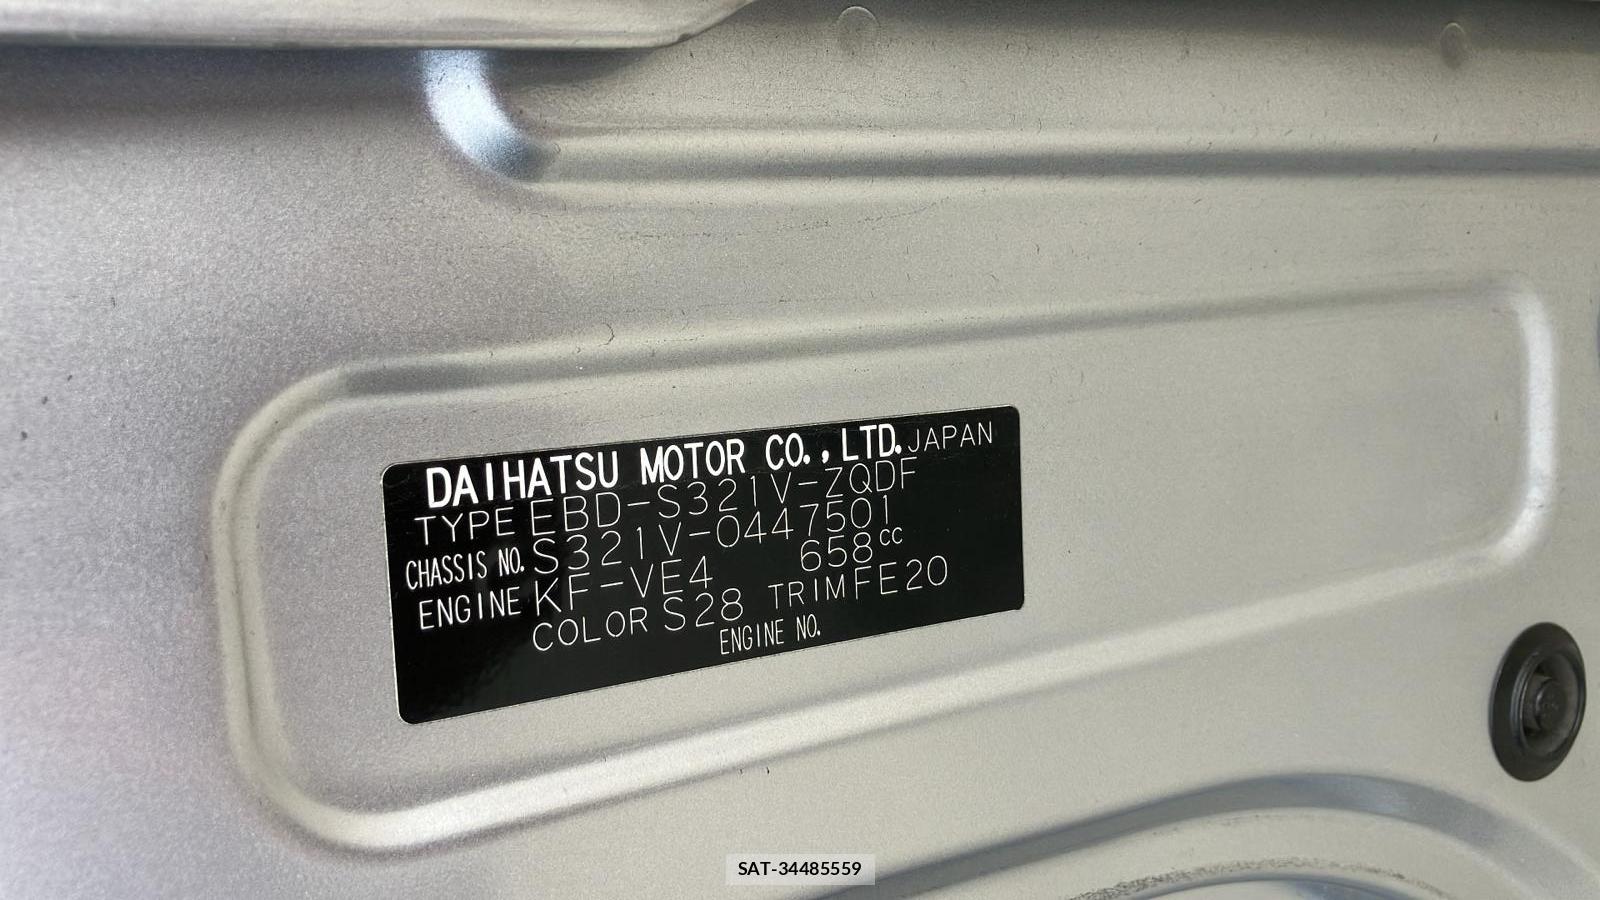 DAIHATSU MOTOR CO., LTD. JAPAN
TYPE EBD-S321V-ZQDF
CHASSIS NO. S321V-0447501
ENGINE KF-VE4 658cc
COLOR S28 TRIM FE20
ENGINE NO.
SAT-34485559